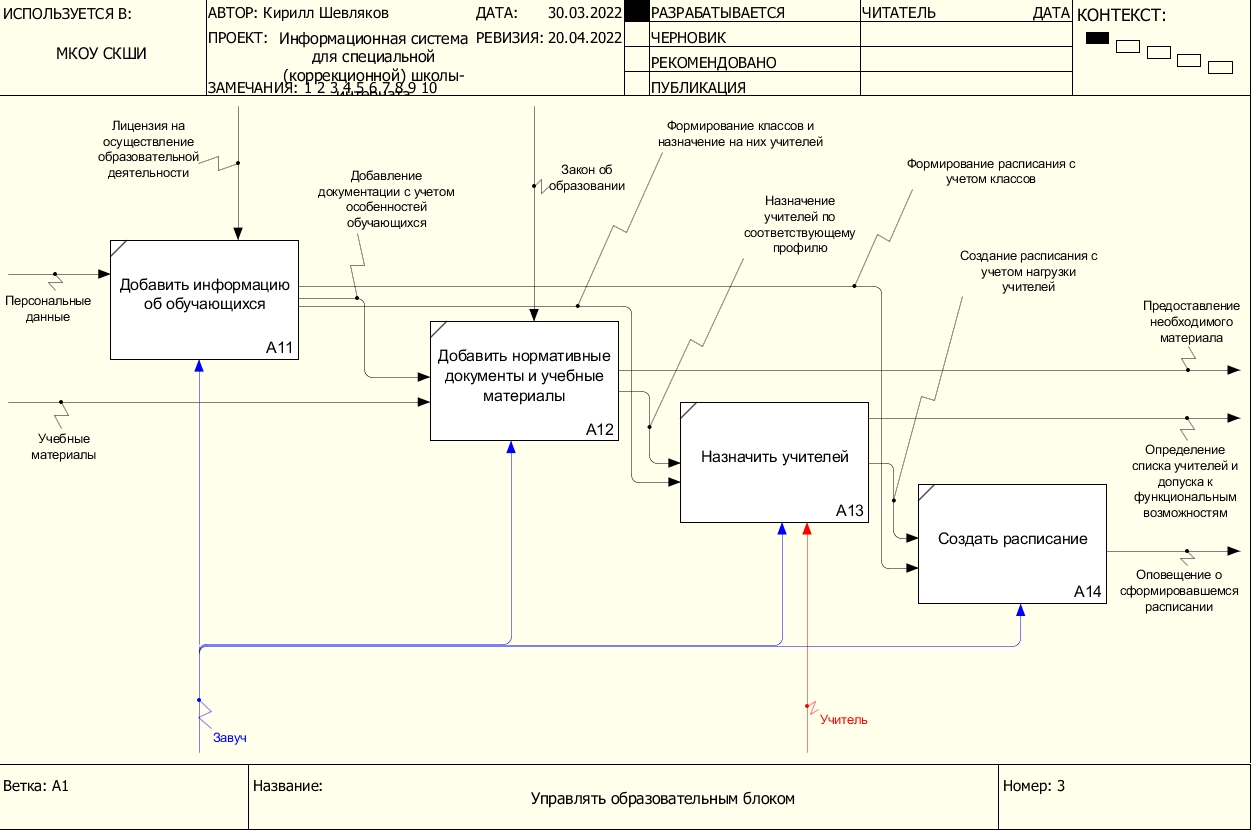 ИСПОЛЬЗУЕТСЯ В:
МКОУ СКШИ
АВТОР: Кирилл Шевляков
ДАТА: 30.03.2022
ПРОЕКТ: Информационная система
для специальной
(коррекционной) школы-
интерната
РЕВИЗИЯ: 20.04.2022
ЗАМЕЧАНИЯ: 1 2 3 4 5 6 7 8 9 10
РАЗРАБАТЫВАЕТСЯ
ЧЕРНОВИК
РЕКОМЕНДОВАНО
ПУБЛИКАЦИЯ
ЧИТАТЕЛЬ
ДАТА
КОНТЕКСТ:
Лицензия на
осуществление
образовательной
деятельности
Добавление
документации с учетом
особенностей
обучающихся
Закон об
образовании
Формирование классов и
назначение на них учителей
Назначение
учителей по
соответствующему
профилю
Формирование расписания с
учетом классов
Создание расписания с
учетом нагрузки
учителей
Персональные
данные
Добавить информацию
об обучающихся
A11
Предоставление
необходимого
материала
Учебные
материалы
Добавить нормативные
документы и учебные
материалы
A12
Назначить учителей
A13
Определение
списка учителей и
допуска к
функциональным
возможностям
Создать расписание
A14
Оповещение о
сформировавшемся
расписании
Завуч
Учитель
Ветка: A1
Название:
Управлять образовательным блоком
Номер: 3